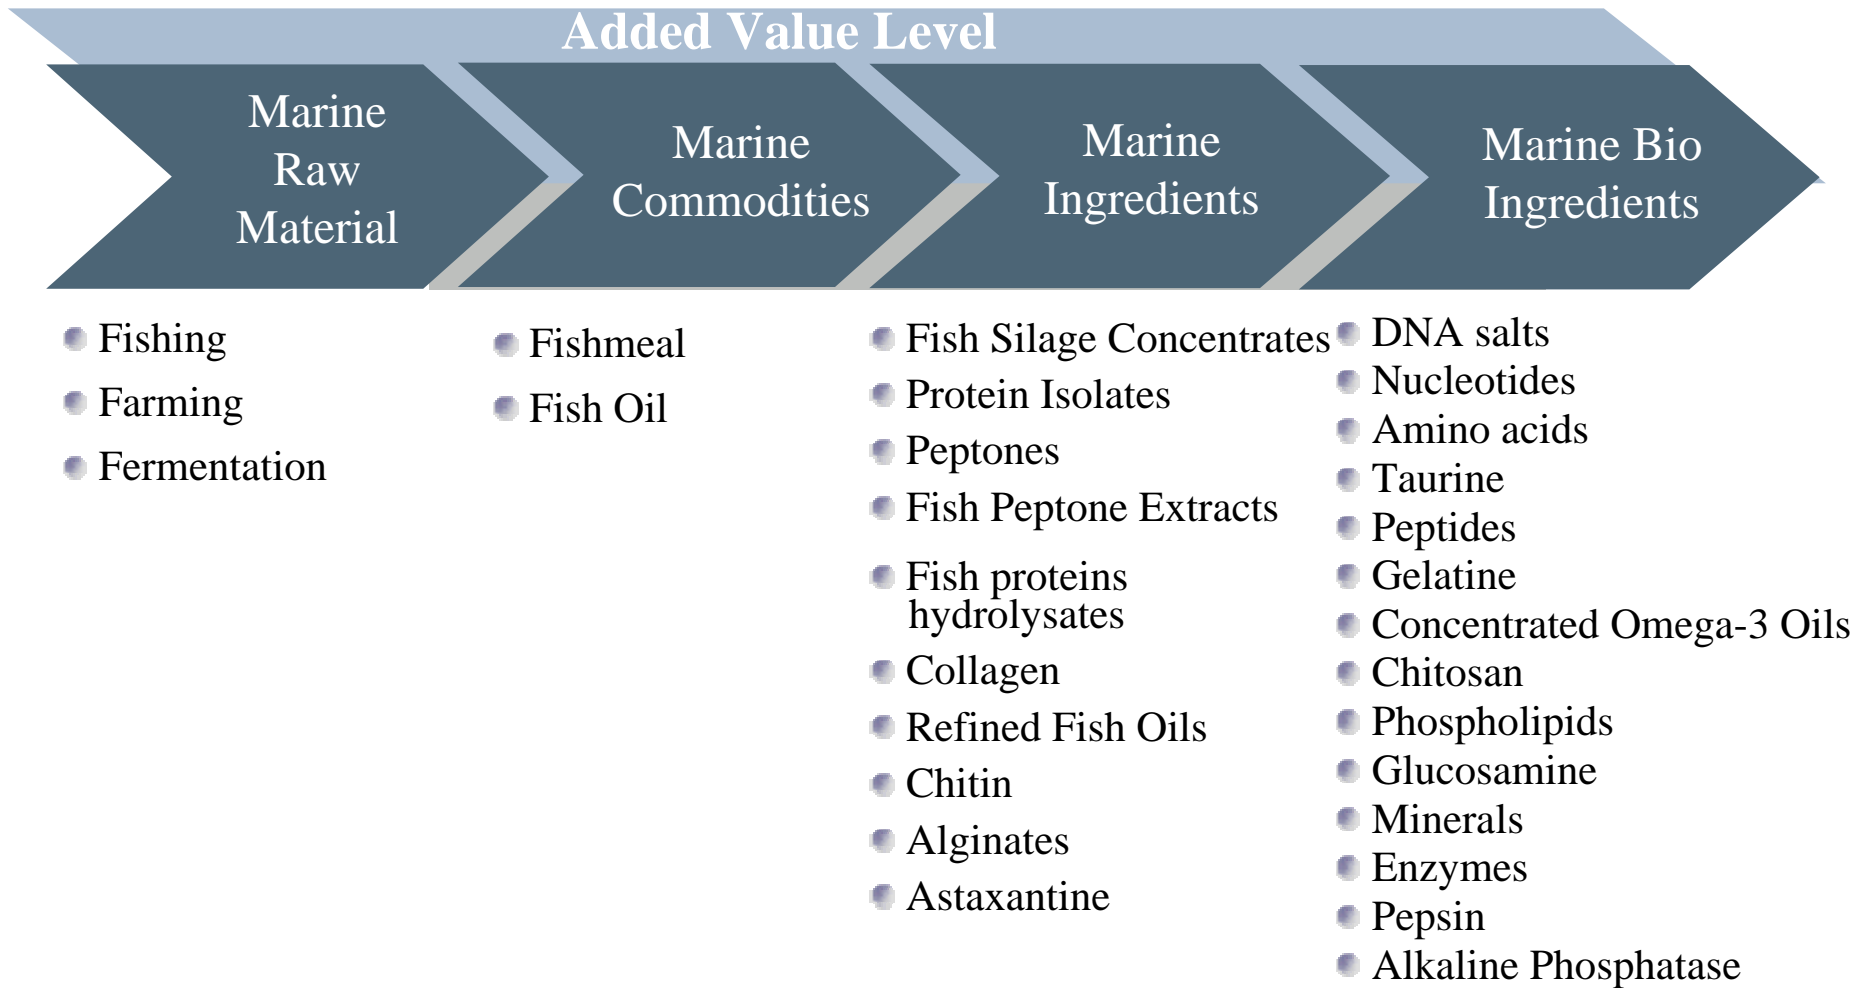 Added Value Level
Marine
Raw
Material
Marine
Commodities
Marine
Ingredients
Marine Bio
Ingredients
Fishing
Farming
Fermentation
Fishmeal
Fish Oil
Fish Silage Concentrates
Protein Isolates
Peptones
Fish Peptone Extracts
Fish proteins
hydrolysates
Collagen
Refined Fish Oils
Chitin
Alginates
Astaxantine
DNA salts
Nucleotides
Amino acids
Taurine
Peptides
Gelatine
Concentrated Omega-3 Oils
Chitosan
Phospholipids
Glucosamine
Minerals
Enzymes
Pepsin
Alkaline Phosphatase